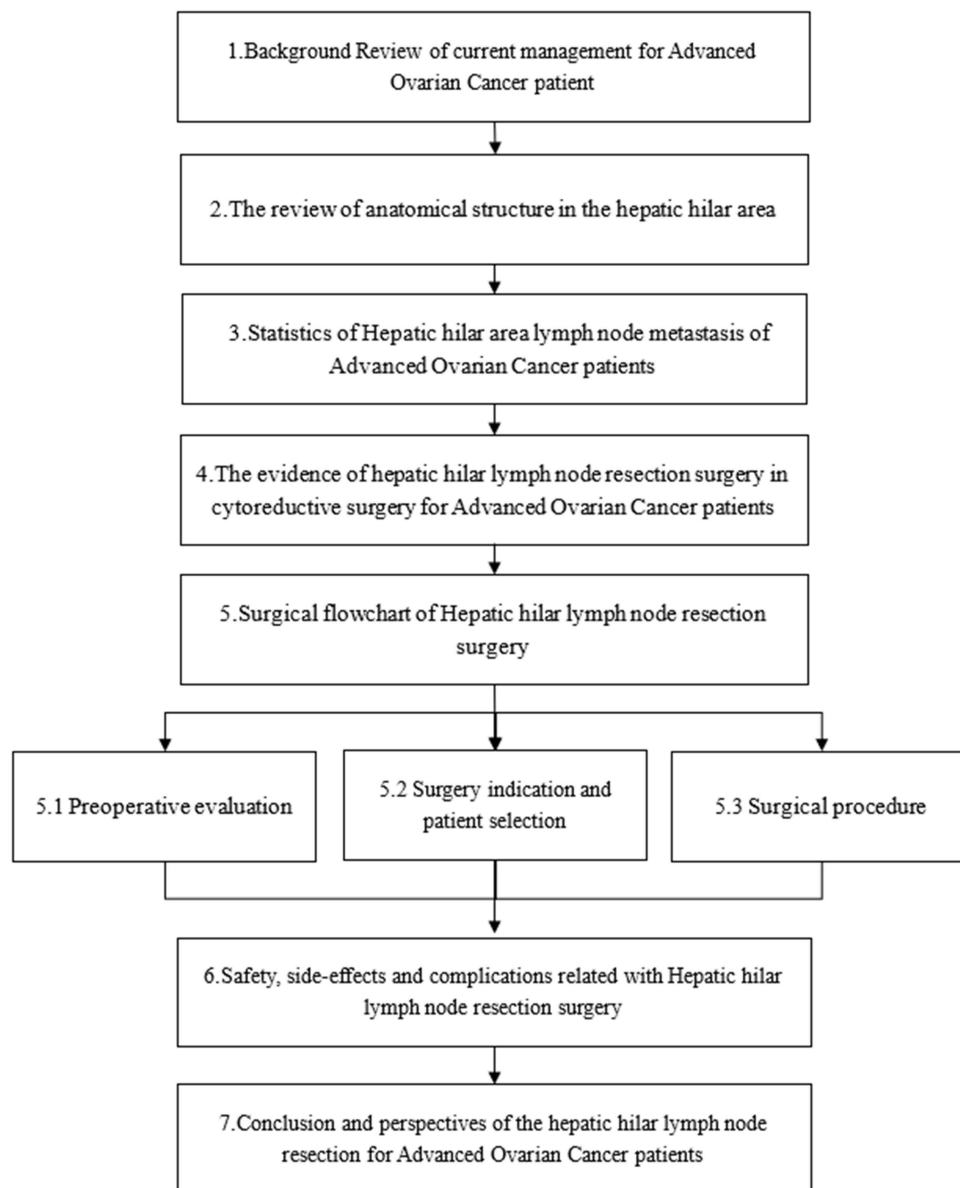 1.Background Review of current management for Advanced
Ovarian Cancer patient
2.The review of anatomical structure in the hepatic hilar area
3.Statistics of Hepatic hilar area lymph node metastasis of
Advanced Ovarian Cancer patients
4.The evidence of hepatic hilar lymph node resection surgery in
cytoreductive surgery for Advanced Ovarian Cancer patients
5.Surgical flowchart of Hepatic hilar lymph node resection
surgery
5.1 Preoperative evaluation
5.2 Surgery indication and
patient selection
5.3 Surgical procedure
6.Safety, side-effects and complications related with Hepatic hilar
lymph node resection surgery
7.Conclusion and perspectives of the hepatic hilar lymph node
resection for Advanced Ovarian Cancer patients